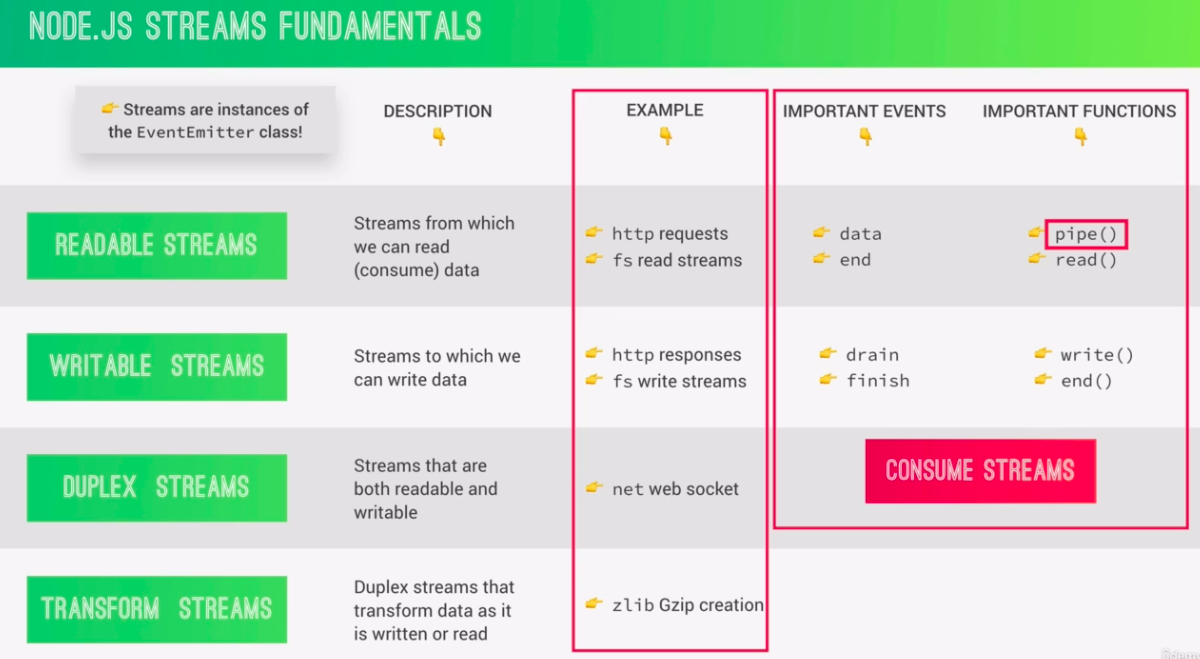 NODE.JS STREAMS FUNDAMENTALS
👉 Streams are instances of
the EventEmitter class!
DESCRIPTION
👇
EXAMPLE
👇
IMPORTANT EVENTS
👇
IMPORTANT FUNCTIONS
👇
READABLE STREAMS
Streams from which
we can read
(consume) data
👉 http requests
👉 fs read streams
👉 data
👉 end
👉 pipe()
👉 read()
WRITABLE STREAMS
Streams to which we
can write data
👉 http responses
👉 fs write streams
👉 drain
👉 finish
👉 write()
👉 end()
DUPLEX STREAMS
Streams that are
both readable and
writable
👉 net web socket
CONSUME STREAMS
TRANSFORM STREAMS
Duplex streams that
transform data as it
is written or read
👉 zlib Gzip creation